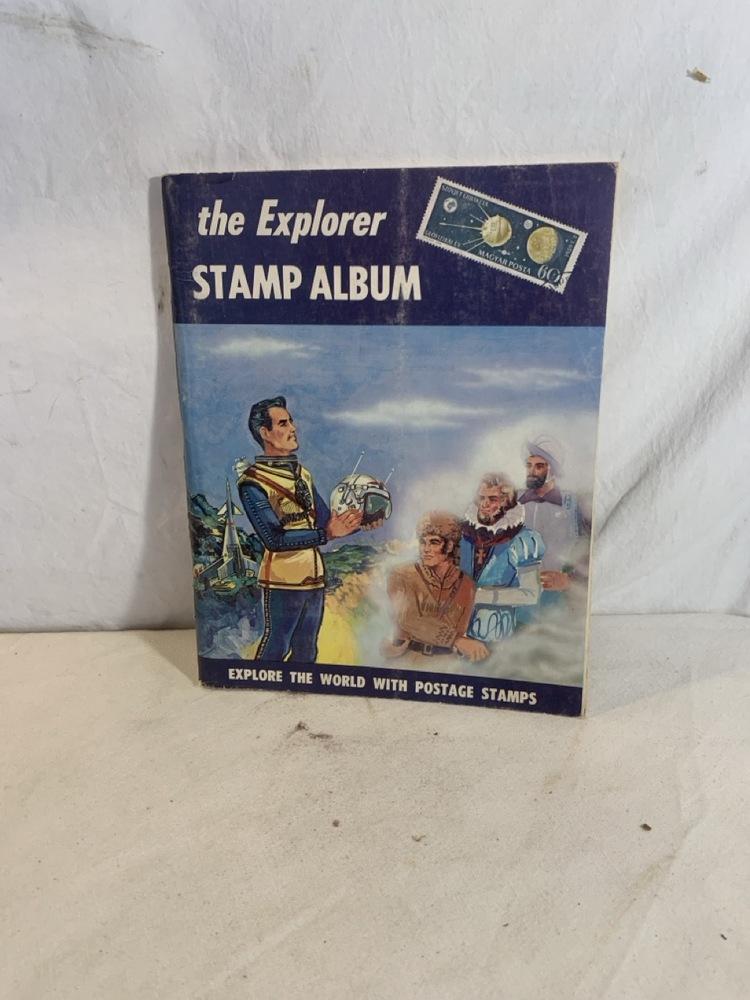 the Explorer
STAMP ALBUM
MAGYAR POSTA
60
EXPLORE THE WORLD WITH POSTAGE STAMPS